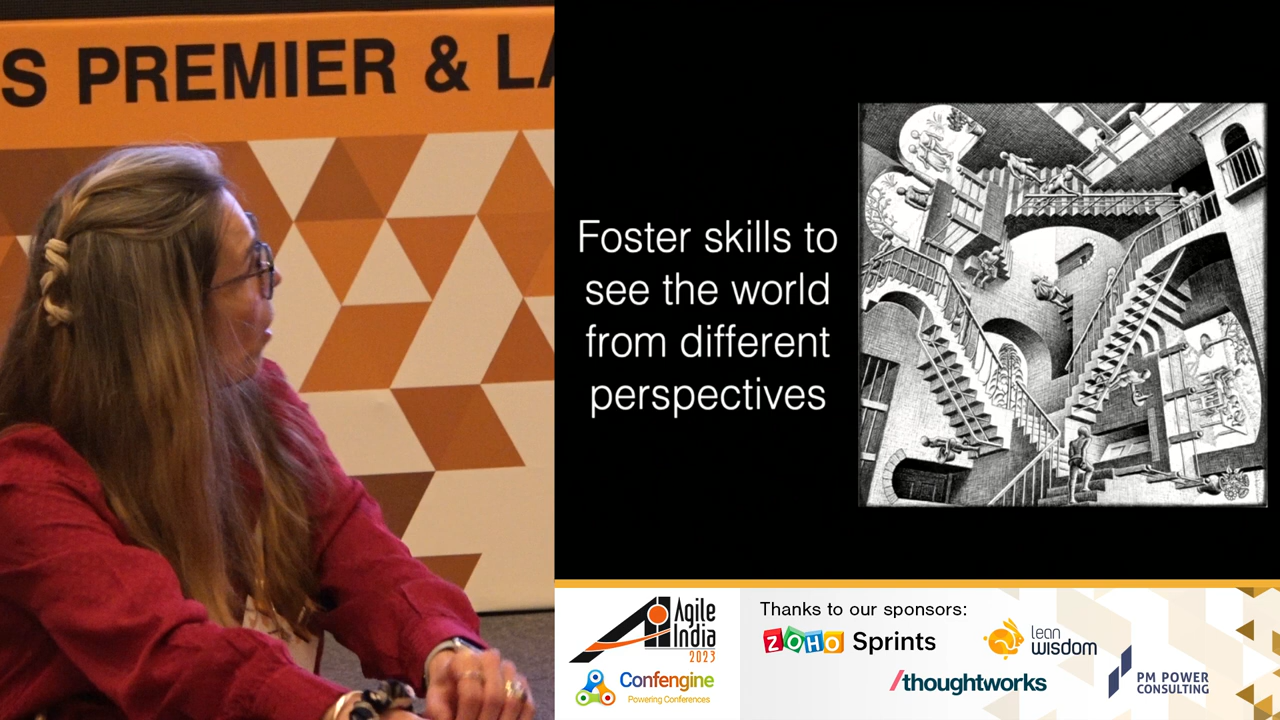 S PREMIER & LA
Foster skills to
see the world
from different
perspectives
Agile
India
2023
Confengine
Powering Conferences
Thanks to our sponsors:
ZOHO Sprints
lean
wisdom
/thoughtworks
PM POWER
CONSULTING